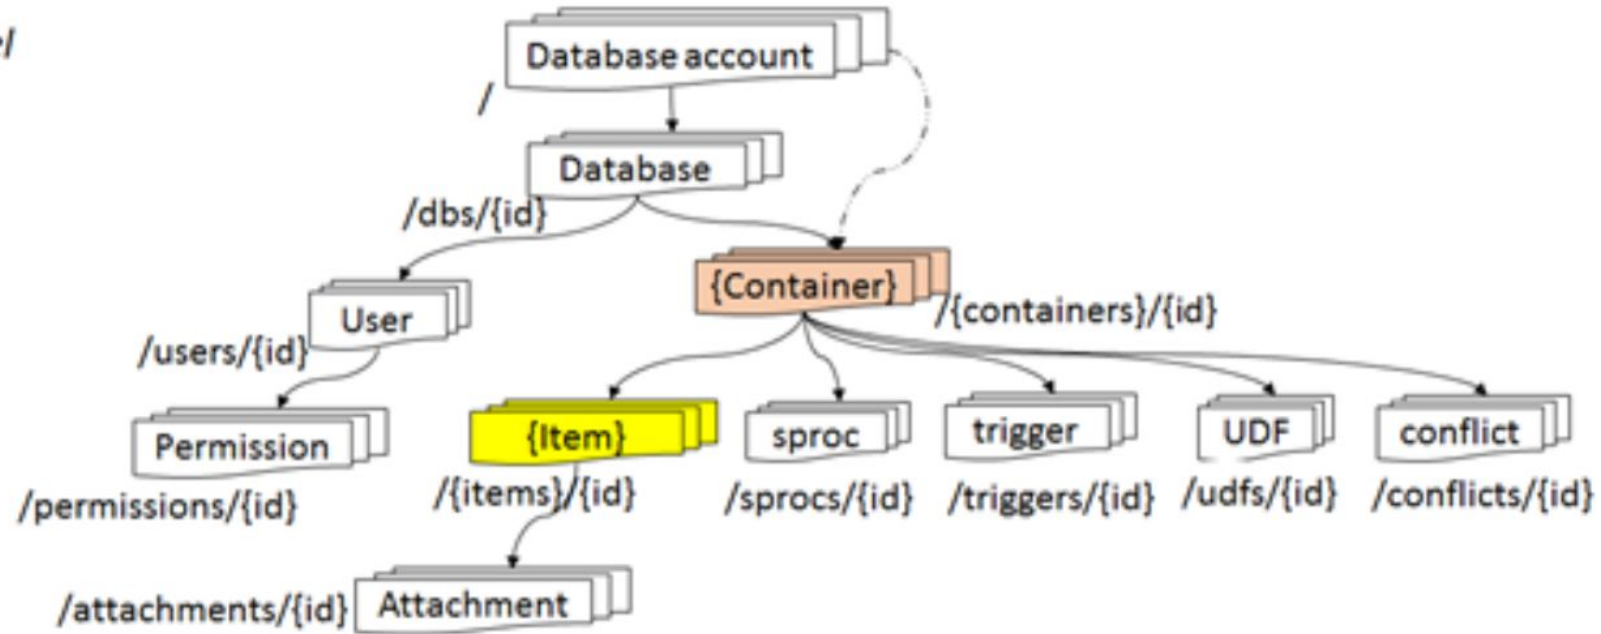 Database account
/
Database
/dbs/{id}
{Container}
/{containers}/{id}
User
/users/{id}
Permission
/permissions/{id}
{Item}
/{items}/{id}
sproc
/sprocs/{id}
trigger
/triggers/{id}
UDF
/udfs/{id}
conflict
/conflicts/{id}
Attachment
/attachments/{id}